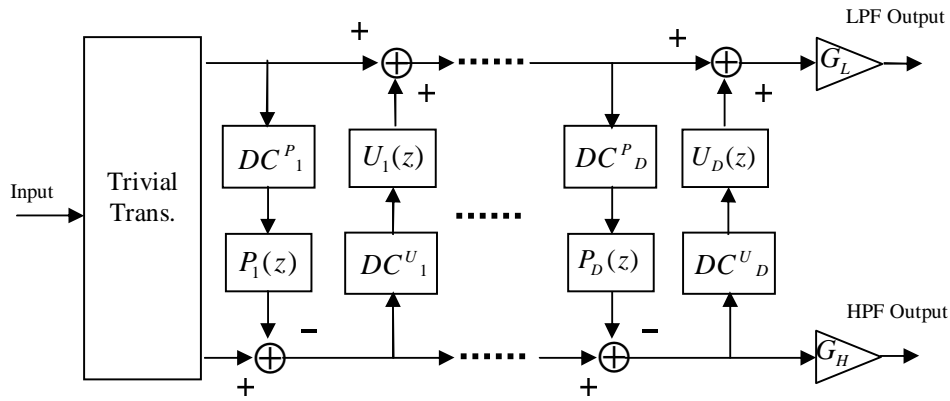 LPF Output
+
+
+
+
G_L
DC^P_1
U_1(z)
DC^P_D
U_D(z)
Input
Trivial
Trans.
P_1(z)
DC^U_1
P_D(z)
DC^U_D
HPF Output
−
−
+
+
G_H